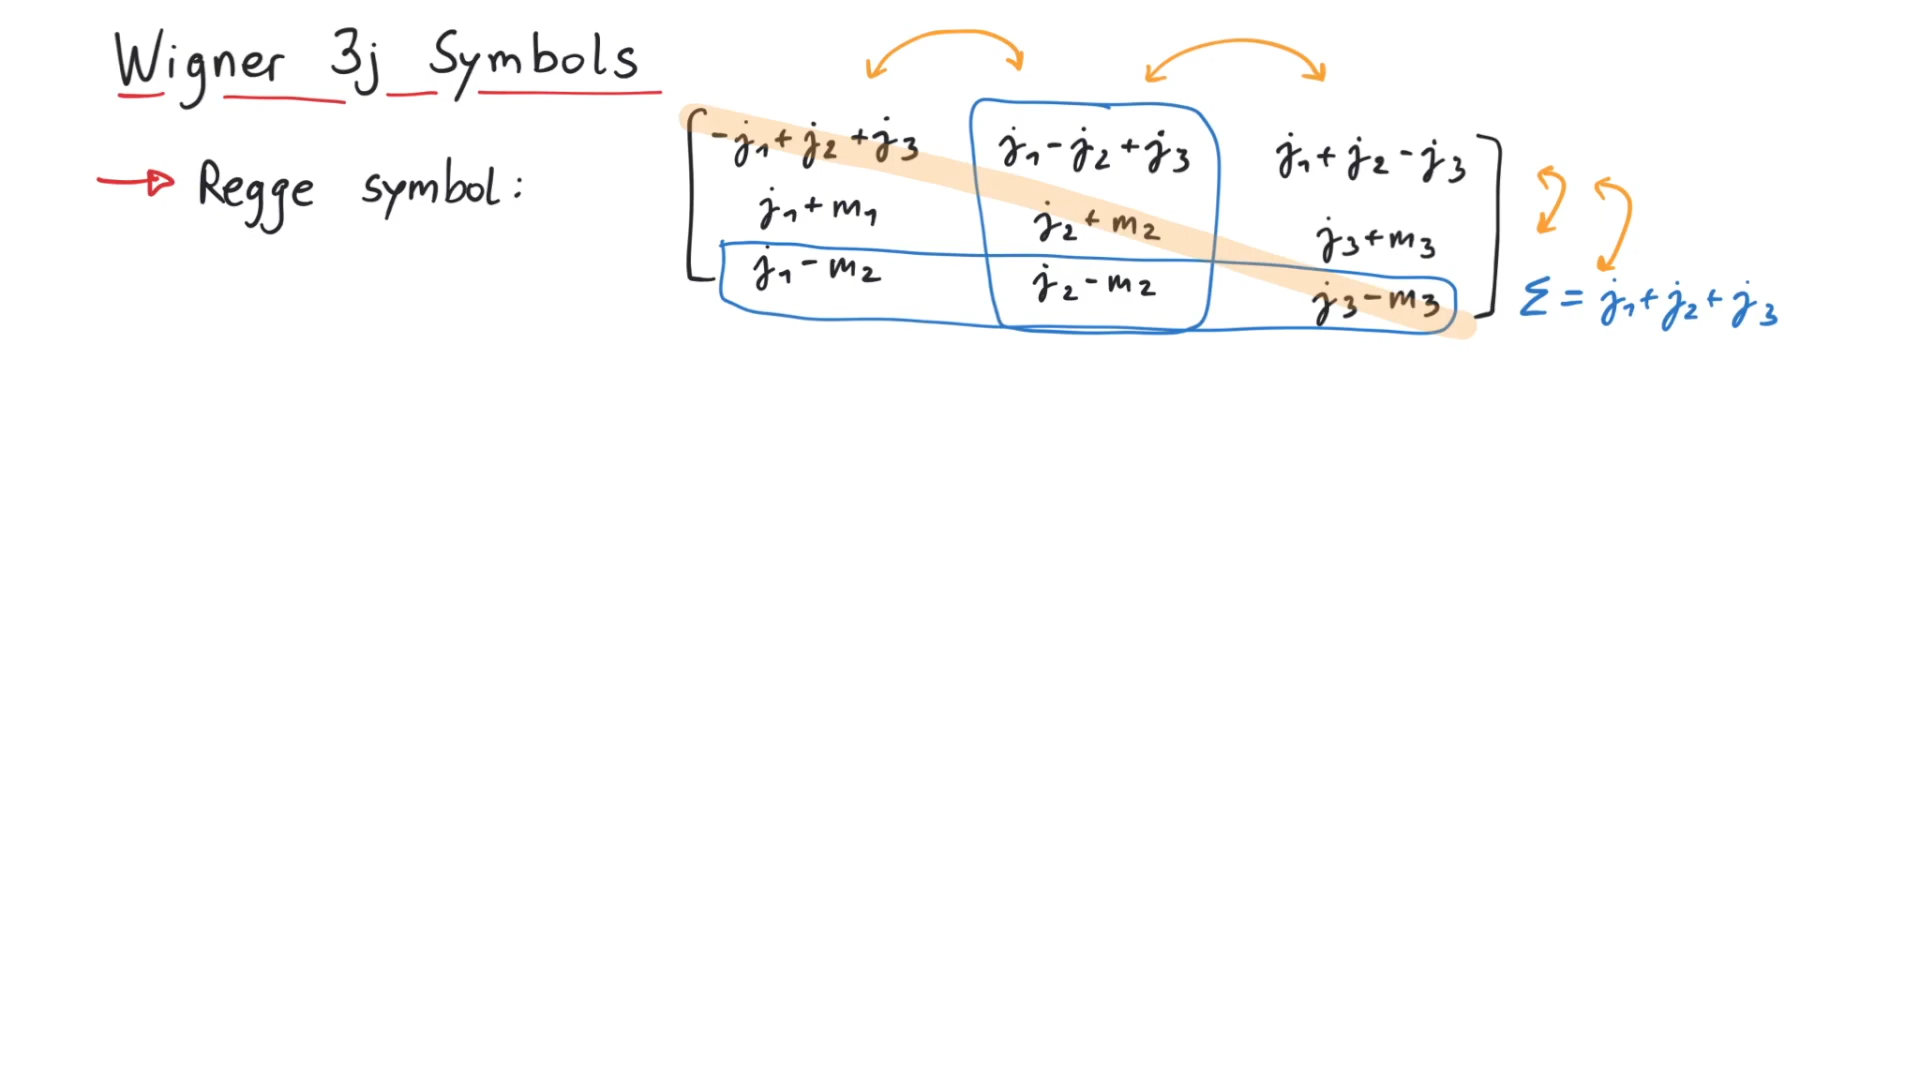 Wigner 3j Symbols
→ Regge symbol:
[ -j₁+j₂+j₃ j₁-j₂+j₃ j₁+j₂-j₃
j₁+m₁ j₂+m₂ j₃+m₃
j₁-m₂ j₂-m₂ j₃-m₃ ]
Σ = j₁+j₂+j₃